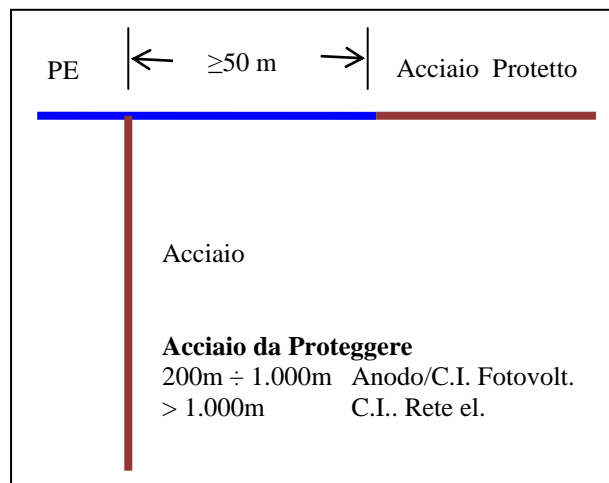 PE ≥50 m Acciaio Protetto
Acciaio
Acciaio da Proteggere
200m ÷ 1.000m Anodo/C.I. Fotovolt.
> 1.000m C.I.. Rete el.